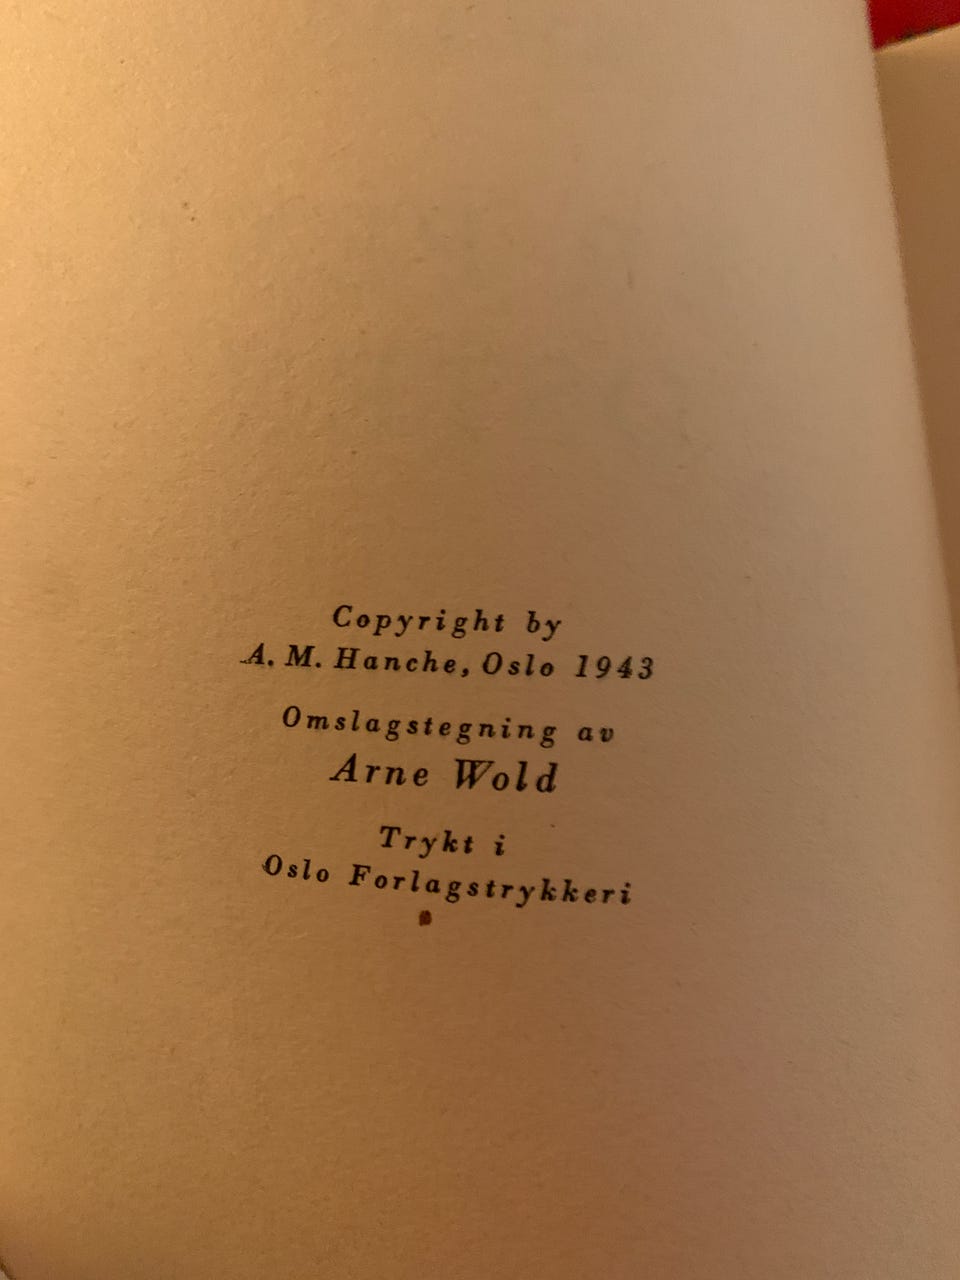 Copyright by
A. M. Hanche, Oslo 1943
Omslagstegning av
Arne Wold
Trykt i
Oslo Forlagstrykkeri